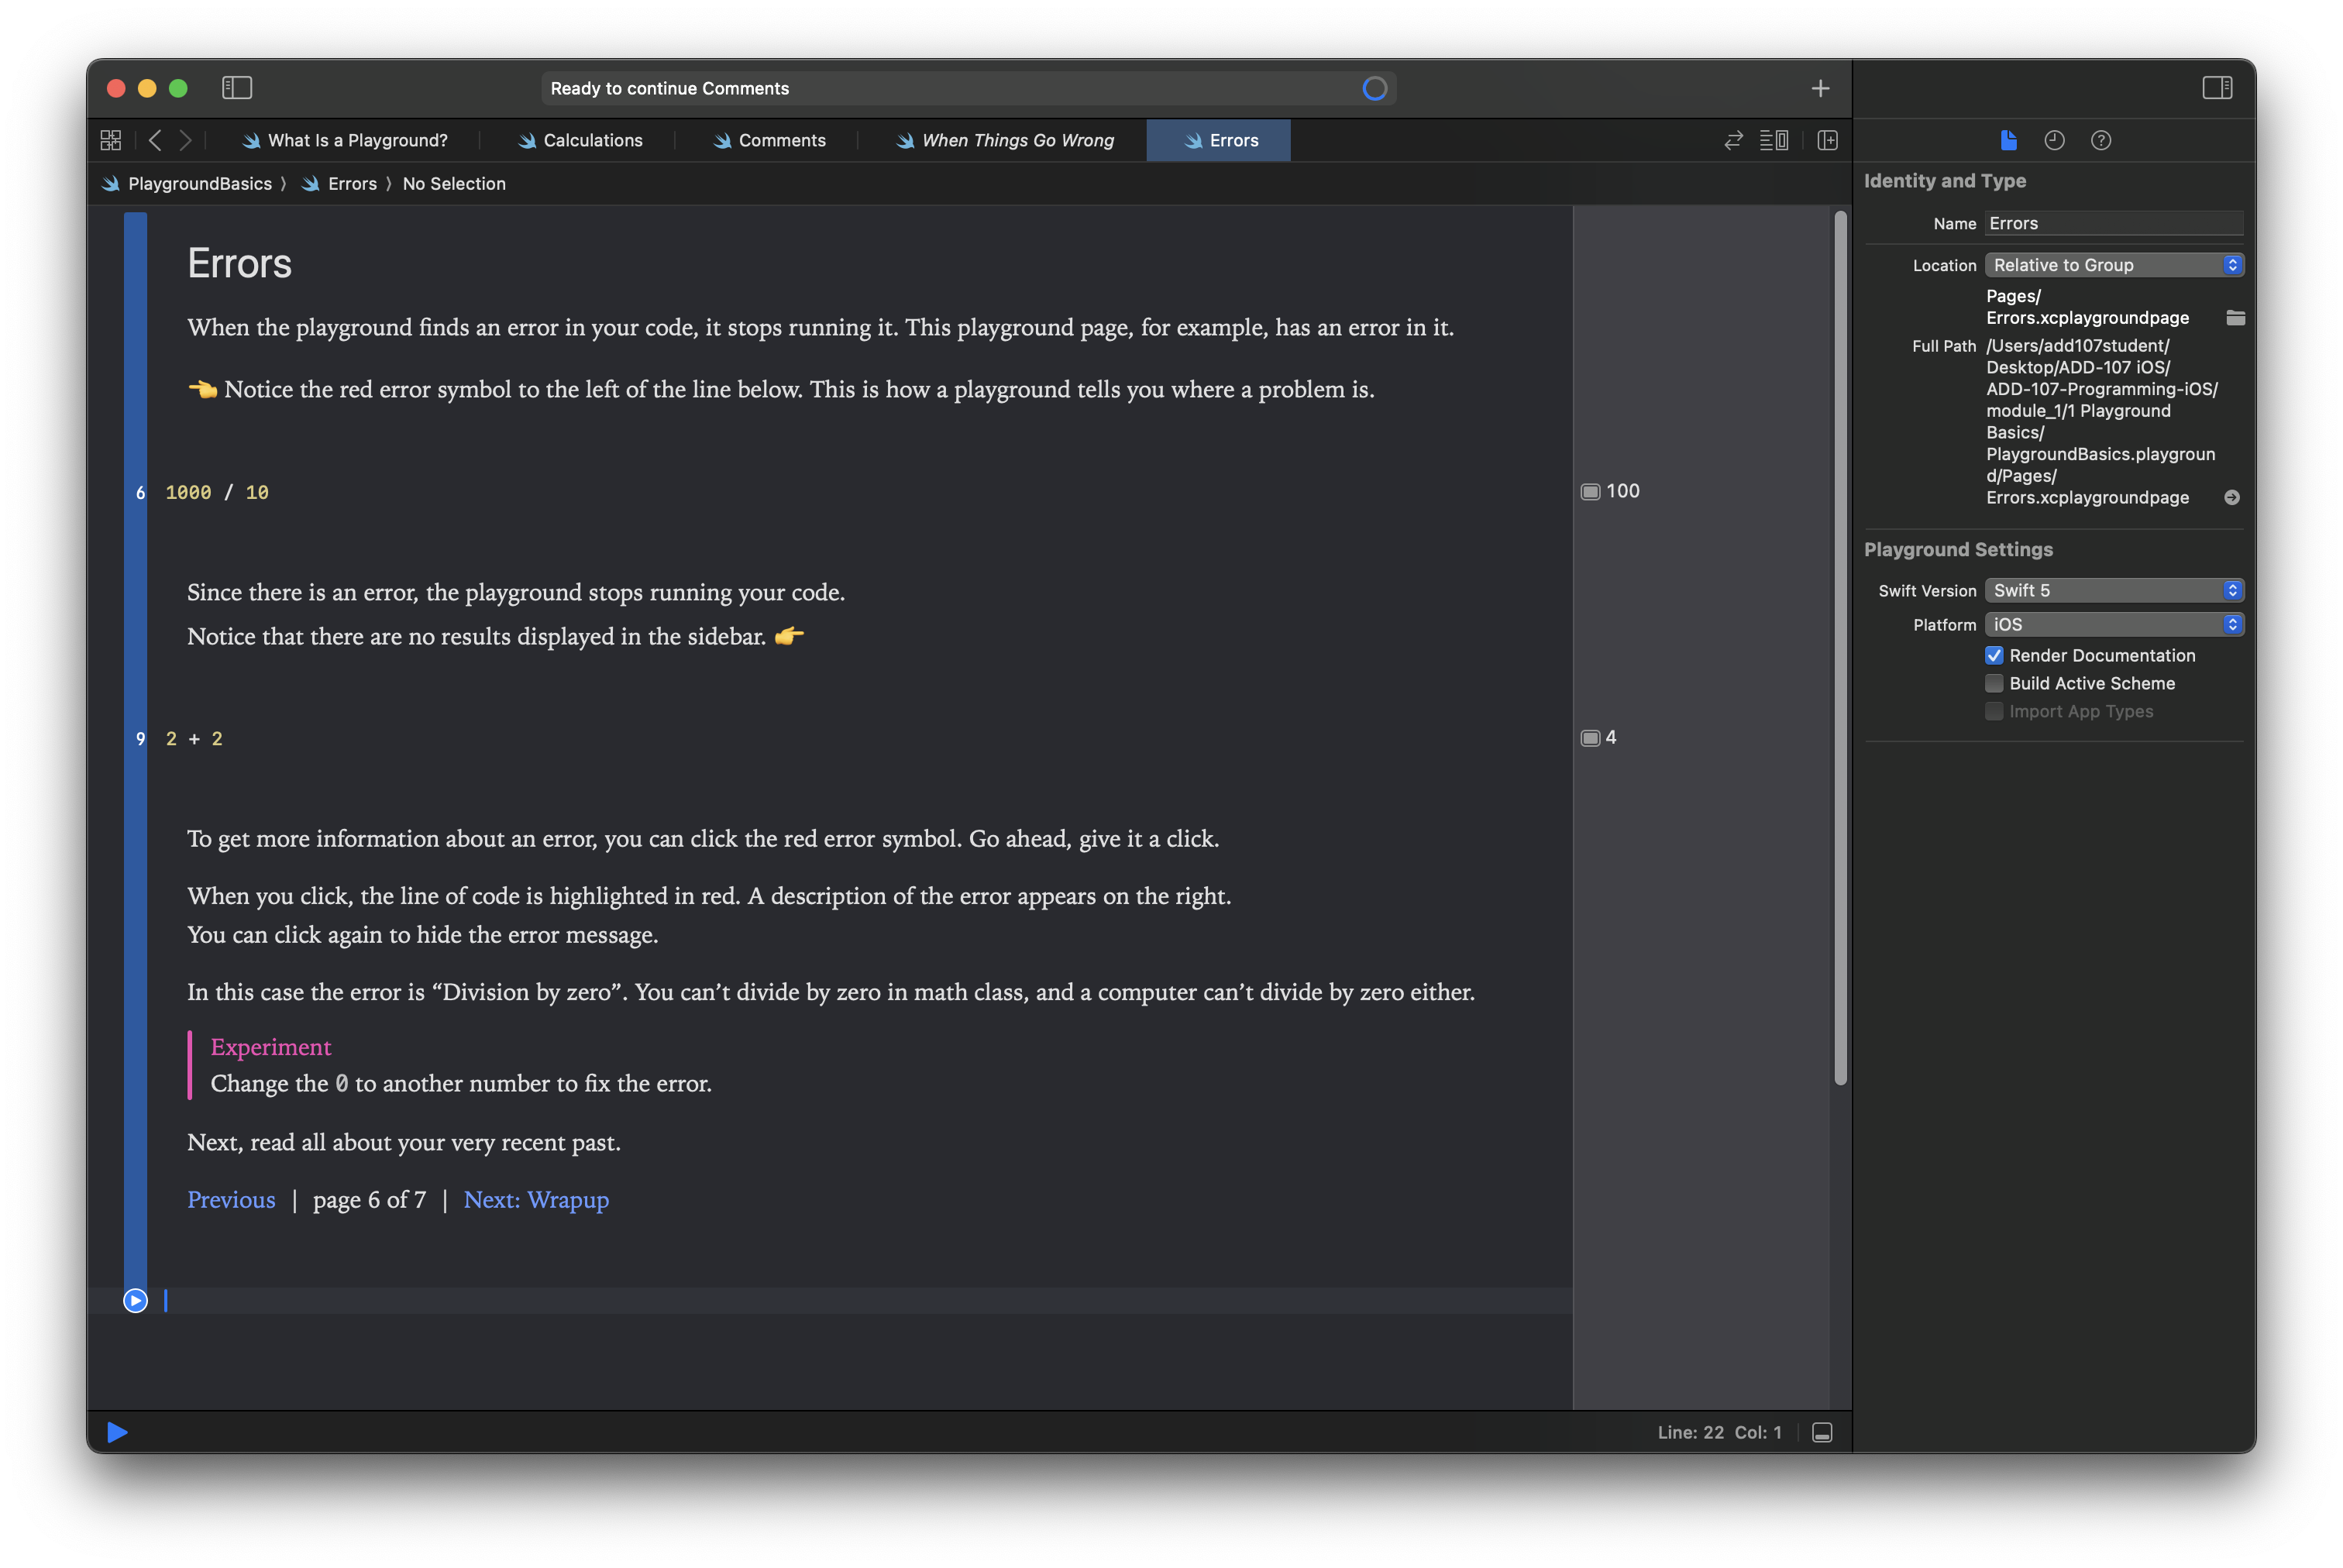 Ready to continue Comments
What Is a Playground?
Calculations
Comments
When Things Go Wrong
Errors
PlaygroundBasics 〉 Errors 〉 No Selection
Errors
When the playground finds an error in your code, it stops running it. This playground page, for example, has an error in it.
👈 Notice the red error symbol to the left of the line below. This is how a playground tells you where a problem is.
6 1000 / 10
100
Since there is an error, the playground stops running your code.
Notice that there are no results displayed in the sidebar. 👉
9 2 + 2
4
To get more information about an error, you can click the red error symbol. Go ahead, give it a click.
When you click, the line of code is highlighted in red. A description of the error appears on the right.
You can click again to hide the error message.
In this case the error is “Division by zero”. You can’t divide by zero in math class, and a computer can’t divide by zero either.
Experiment
Change the 0 to another number to fix the error.
Next, read all about your very recent past.
Previous | page 6 of 7 | Next: Wrapup
Line: 22 Col: 1
Identity and Type
Name Errors
Location Relative to Group
Pages/
Errors.xcplaygroundpage
Full Path /Users/add107student/
Desktop/ADD-107 iOS/
ADD-107-Programming-iOS/
module_1/1 Playground
Basics/
PlaygroundBasics.playgroun
d/Pages/
Errors.xcplaygroundpage
Playground Settings
Swift Version Swift 5
Platform iOS
Render Documentation
Build Active Scheme
Import App Types